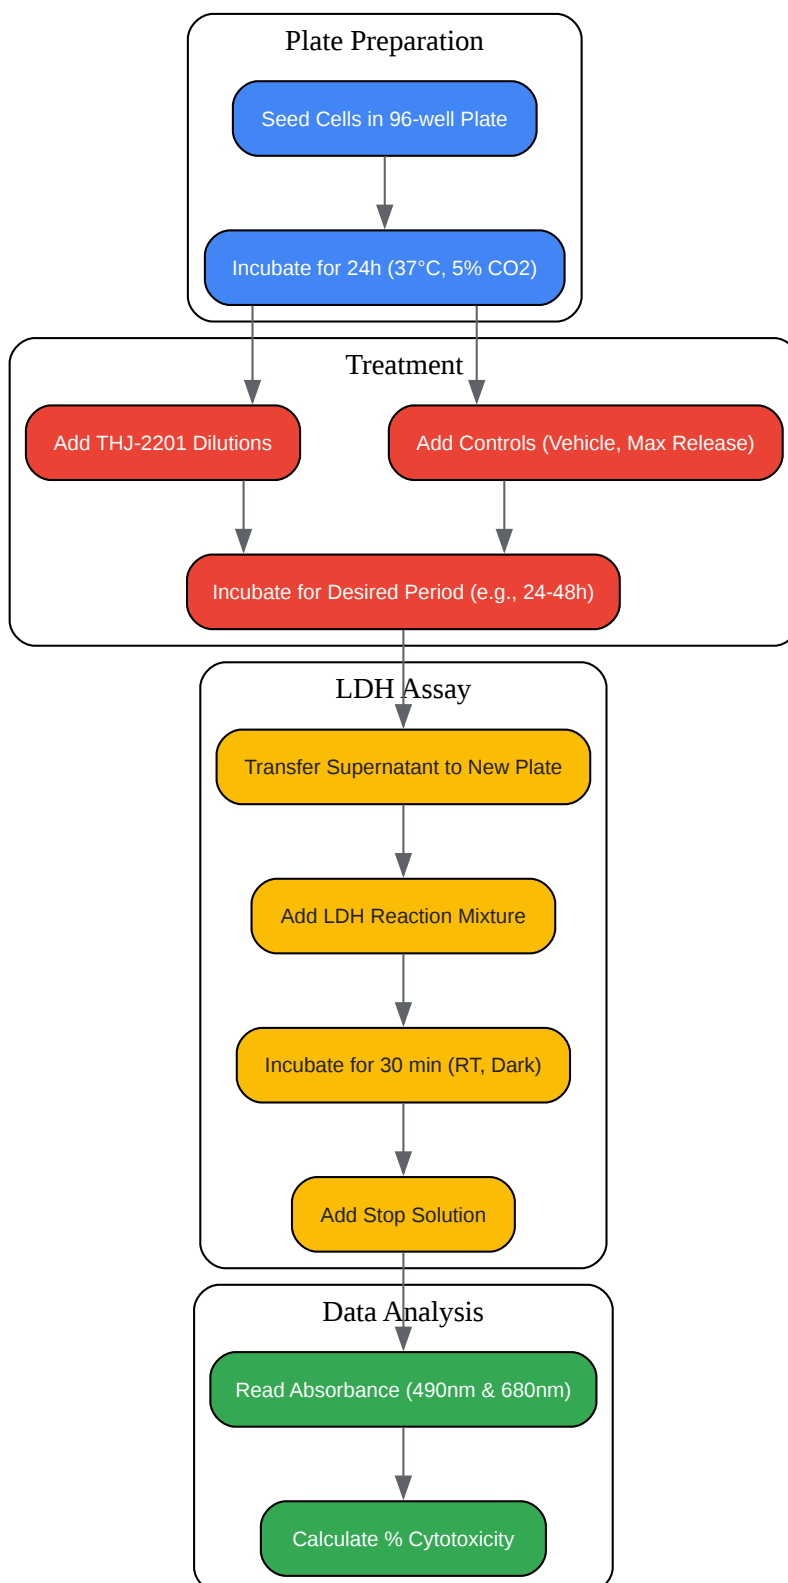 Plate Preparation
Seed Cells in 96-well Plate
Incubate for 24h (37°C, 5% CO2)
Treatment
Add THJ-2201 Dilutions
Add Controls (Vehicle, Max Release)
Incubate for Desired Period (e.g., 24-48h)
LDH Assay
Transfer Supernatant to New Plate
Add LDH Reaction Mixture
Incubate for 30 min (RT, Dark)
Add Stop Solution
Data Analysis
Read Absorbance (490nm & 680nm)
Calculate % Cytotoxicity